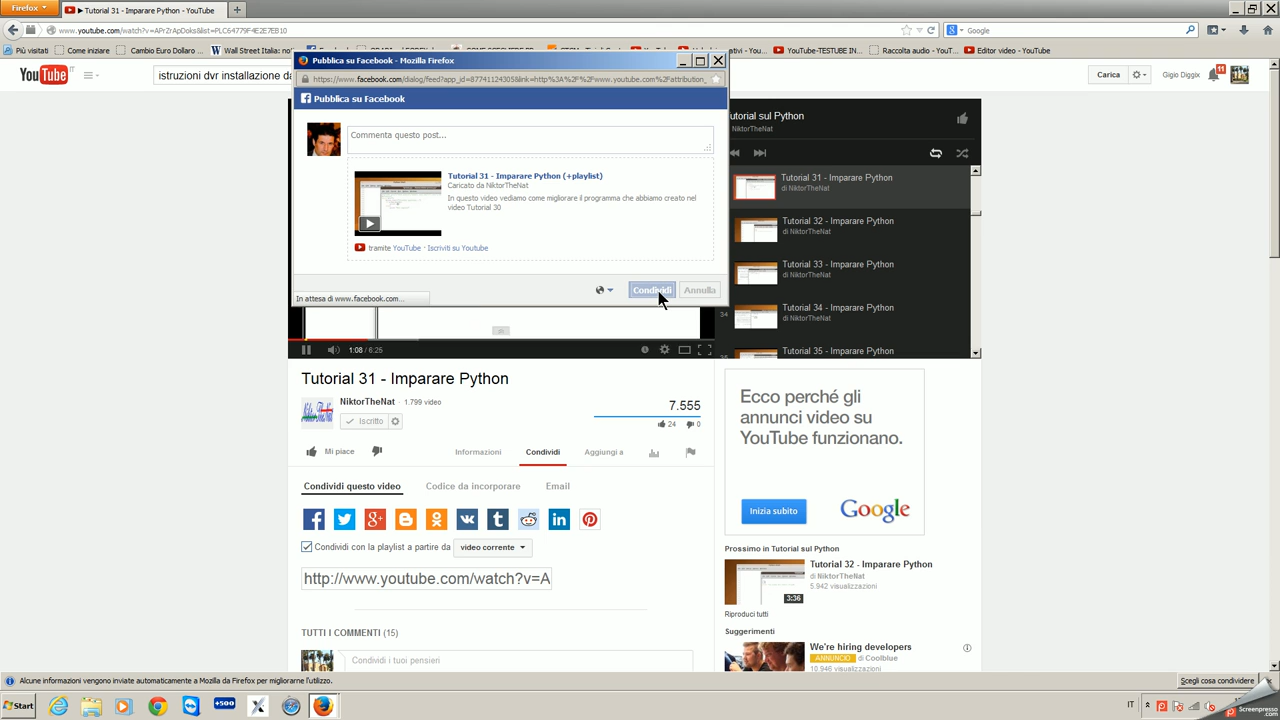 Firefox
▶ Tutorial 31 - Imparare Python - YouTube
www.youtube.com/watch?v=APr2rApDoks&list=PLC64779F4E2E7EB10
Google
Più visitati
Come iniziare
Cambio Euro Dollaro ...
Wall Street Italia: not
YouTube-TESTUBE IN...
Raccolta audio - YouT...
Editor video - YouTube
YouTube IT
istruzioni dvr installazione da
Carica
Gigio Diggix
11
Pubblica su Facebook - Mozilla Firefox
https://www.facebook.com/dialog/feed?app_id=87741124305&link=http%3A%2F%2Fwww.youtube.com%2Fattribution_
Pubblica su Facebook
Commenta questo post...
Tutorial 31 - Imparare Python (+playlist)
Caricato da NiktorTheNat
In questo video vediamo come migliorare il programma che abbiamo creato nel
video Tutorial 30
tramite YouTube · Iscriviti su Youtube
Condividi
Annulla
In attesa di www.facebook.com...
utorial sul Python
NiktorTheNat
Tutorial 31 - Imparare Python
di NiktorTheNat
Tutorial 32 - Imparare Python
di NiktorTheNat
Tutorial 33 - Imparare Python
di NiktorTheNat
34
Tutorial 34 - Imparare Python
di NiktorTheNat
Tutorial 35 - Imparare Python
1:08 / 6:25
Tutorial 31 - Imparare Python
NiktorTheNat · 1.799 video
Iscritto
7.555
24
0
Mi piace
Informazioni
Condividi
Aggiungi a
Condividi questo video
Codice da incorporare
Email
Condividi con la playlist a partire da
video corrente
http://www.youtube.com/watch?v=A
TUTTI I COMMENTI (15)
Condividi i tuoi pensieri
Ecco perché gli
annunci video su
YouTube funzionano.
Inizia subito
Google
Prossimo in Tutorial sul Python
Tutorial 32 - Imparare Python
di NiktorTheNat
5.942 visualizzazioni
3:36
Riproduci tutti
Suggerimenti
We're hiring developers
ANNUNCIO di Coolblue
10.946 visualizzazioni
Alcune informazioni vengono inviate automaticamente a Mozilla da Firefox per migliorarne l'utilizzo.
Scegli cosa condividere
Start
+500
IT
Screenpresso
.com